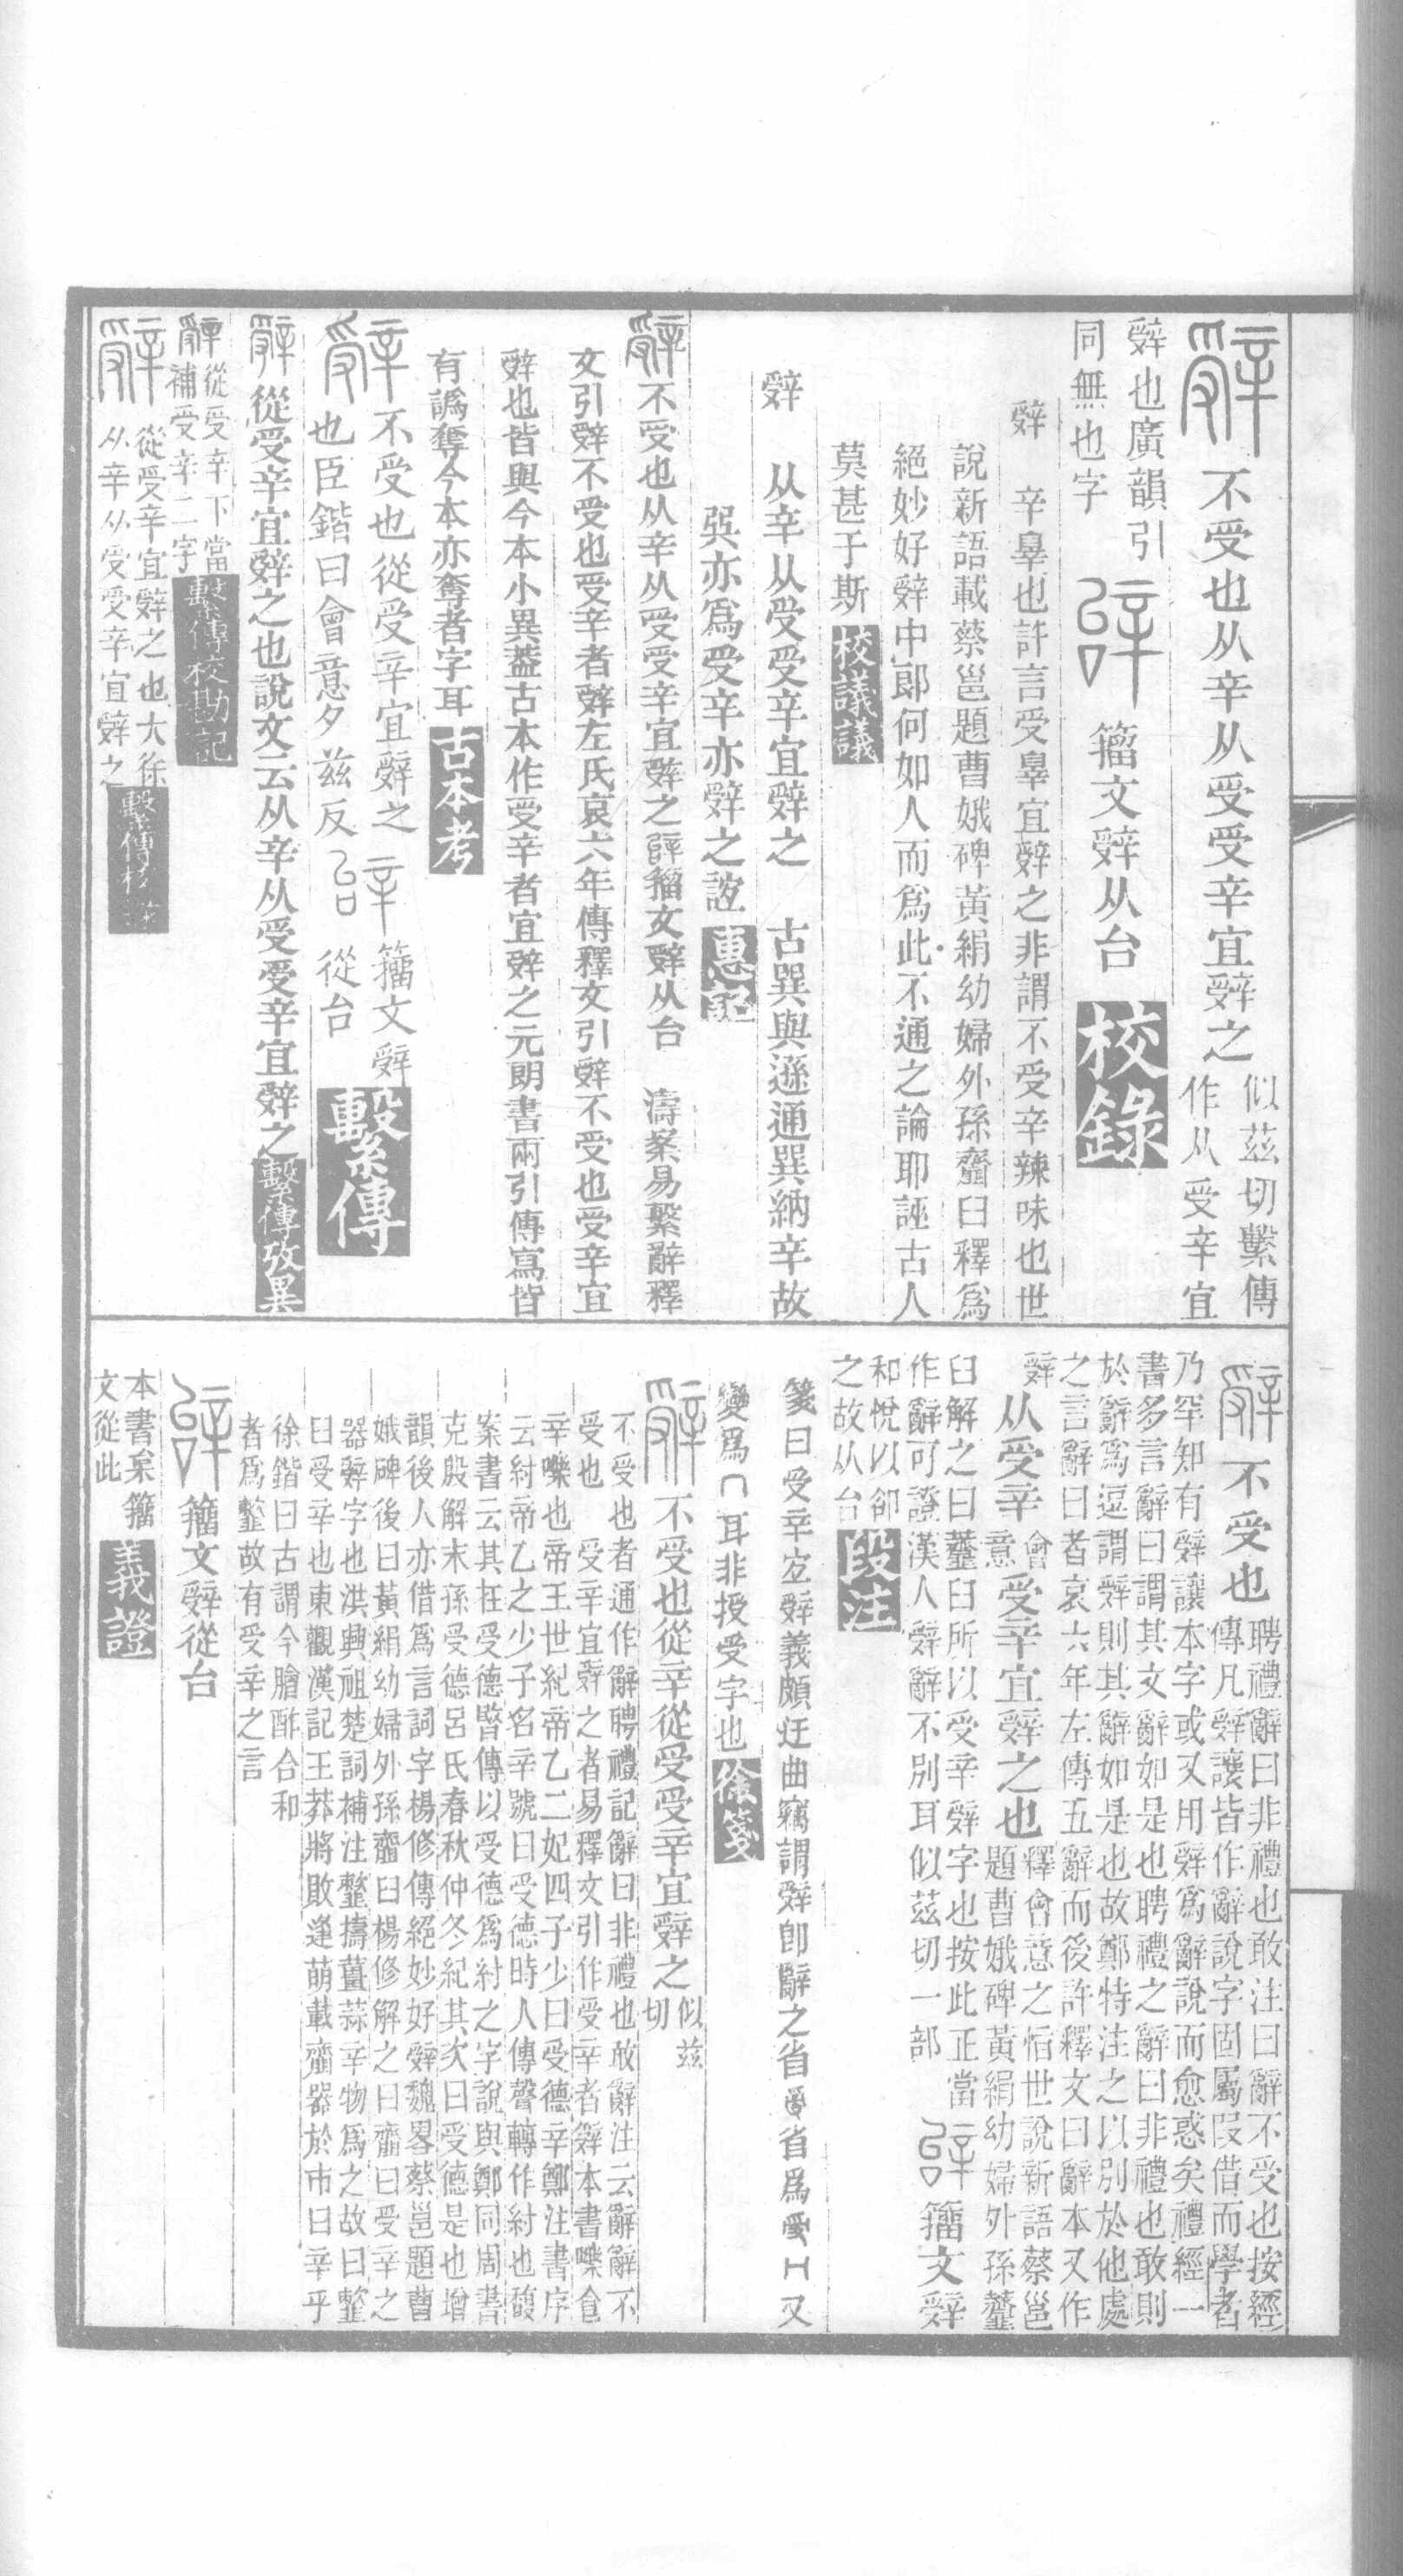 辤不受也从辛从受受辛宜辤之似茲切繫傳
作从受辛宜
辤也廣韻引
同無也字
辝籀文辤从台
校錄
辤 辛辠也許言受辠宜辤之非謂不受辛辣味也世
說新語載蔡邕題曹娥碑黃絹幼婦外孫齏臼釋爲
絕妙好辤中郎何如人而爲此不通之論耶誣古人
莫甚于斯校議議
辤 从辛从受受辛宜辤之 古巽與遜通巽納辛故
巽亦爲受辛亦辤之證惠記
辤不受也从辛从受受辛宜辤之辝籀文辤从台 濤案易繫辭釋
文引辤不受也受辛者辤左氏哀六年傳釋文引辤不受也受辛宜
辤也皆與今本小異蓋古本作受辛者宜辤之元朗書兩引傳寫皆
有譌奪今本亦奪者字耳古本考
辤不受也從受辛宜辤之辝籀文辤
也臣鍇曰會意夕茲反 從台
繫傳
辤從受辛宜辤之也說文云从辛从受受辛宜辤之繫傳攷異
辤從受辛下當
補受辛二字
繫傳校勘記
辤從受辛宜辤之也大徐
从辛从受受辛宜辤之
辤不受也聘禮辭曰非禮也敢注曰辭不受也按經
傳凡辤讓皆作辭說字固屬叚借而學者
乃罕知有辤讓本字或又用辤爲辭說而愈惑矣禮經一
書多言辭曰謂其文辭如是也聘禮之辭曰非禮也敢則
於辭爲逗謂辤則其辭如是也故鄭特注之以別於他處
之言辭曰者哀六年左傳五辭而後許釋文曰辭本又作
辤从受辛會意受辛宜辤之也釋會意之恉世說新語蔡邕
題曹娥碑黃絹幼婦外孫虀
臼解之曰虀臼所以受辛辤字也按此正當
作辭可證漢人辤辭不別耳似茲切一部
辝籀文辤
和悅以卻
之故从台
段注
箋曰受辛宜辤義頗迂曲竊謂辤卽辭之省𤔔省爲受冂又
變爲冖耳非授受字也徐箋
辤不受也從辛從受受辛宜辤之似茲切
不受也者通作辭聘禮記辭曰非禮也敢辭注云辭辭不
受也 受辛宜辤之者易釋文引作受辛者辤本書嚛食
辛嚛也帝王世紀帝乙二妃四子少曰受德辛鄭注書序
云紂帝乙之少子名辛號曰受德時人傳聲轉作紂也馥
案書云其在受德暋傳以受德爲紂之字說與鄭同周書
克殷解末孫受德呂氏春秋仲冬紀其次曰受德是也增
韻後人亦借爲言詞字楊修傳絕妙好辤魏畧蔡邕題曹
娥碑後曰黃絹幼婦外孫齏臼楊修解之曰齏臼受辛之
器辤字也洪興祖楚詞補注䪡擣薑蒜辛物爲之故曰䪡
臼受辛也東觀漢記王莽將敗逢萌載齏器於市曰辛乎
徐鍇曰古謂今膾酢合和
者爲䪡故有受辛之言
辝籀文辤從台
本書枲籀
文從此
義證